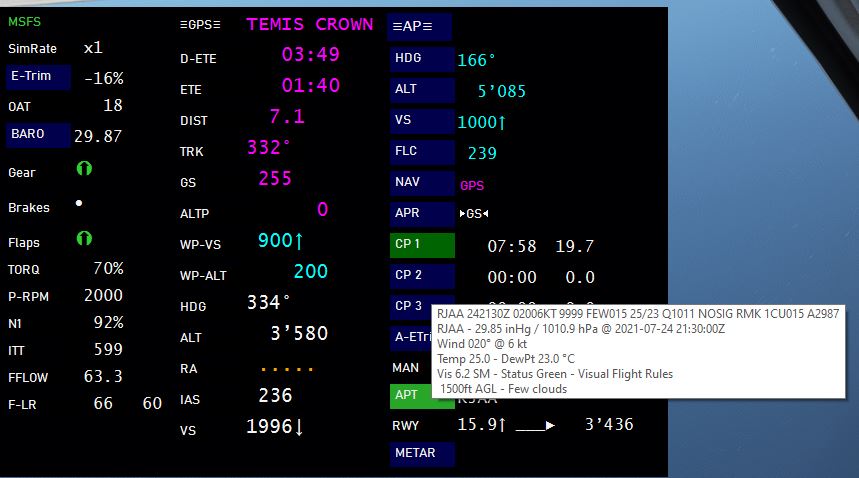 MSFS
SimRate x1
E-Trim -16%
OAT 18
BARO 29.87
Gear
Brakes
Flaps
TORQ 70%
P-RPM 2000
N1 92%
ITT 599
FFLOW 63.3
F-LR 66 60
≡GPS≡ TEMIS CROWN
D-ETE 03:49
ETE 01:40
DIST 7.1
TRK 332°
GS 255
ALTP 0
WP-VS 900↑
WP-ALT 200
HDG 334°
ALT 3'580
RA .....
IAS 236
VS 1996↓
≡AP≡
HDG 166°
ALT 5'085
VS 1000↑
FLC 239
NAV GPS
APR ▸GS◂
CP 1 07:58 19.7
CP 2 00:00 0.0
CP 3
A-ETri
MAN
APT RJAA
RWY 15.9↑ ___▸ 3'436
METAR
RJAA 242130Z 02006KT 9999 FEW015 25/23 Q1011 NOSIG RMK 1CU015 A2987
RJAA - 29.85 inHg / 1010.9 hPa @ 2021-07-24 21:30:00Z
Wind 020° @ 6 kt
Temp 25.0 - DewPt 23.0 °C
Vis 6.2 SM - Status Green - Visual Flight Rules
1500ft AGL - Few clouds